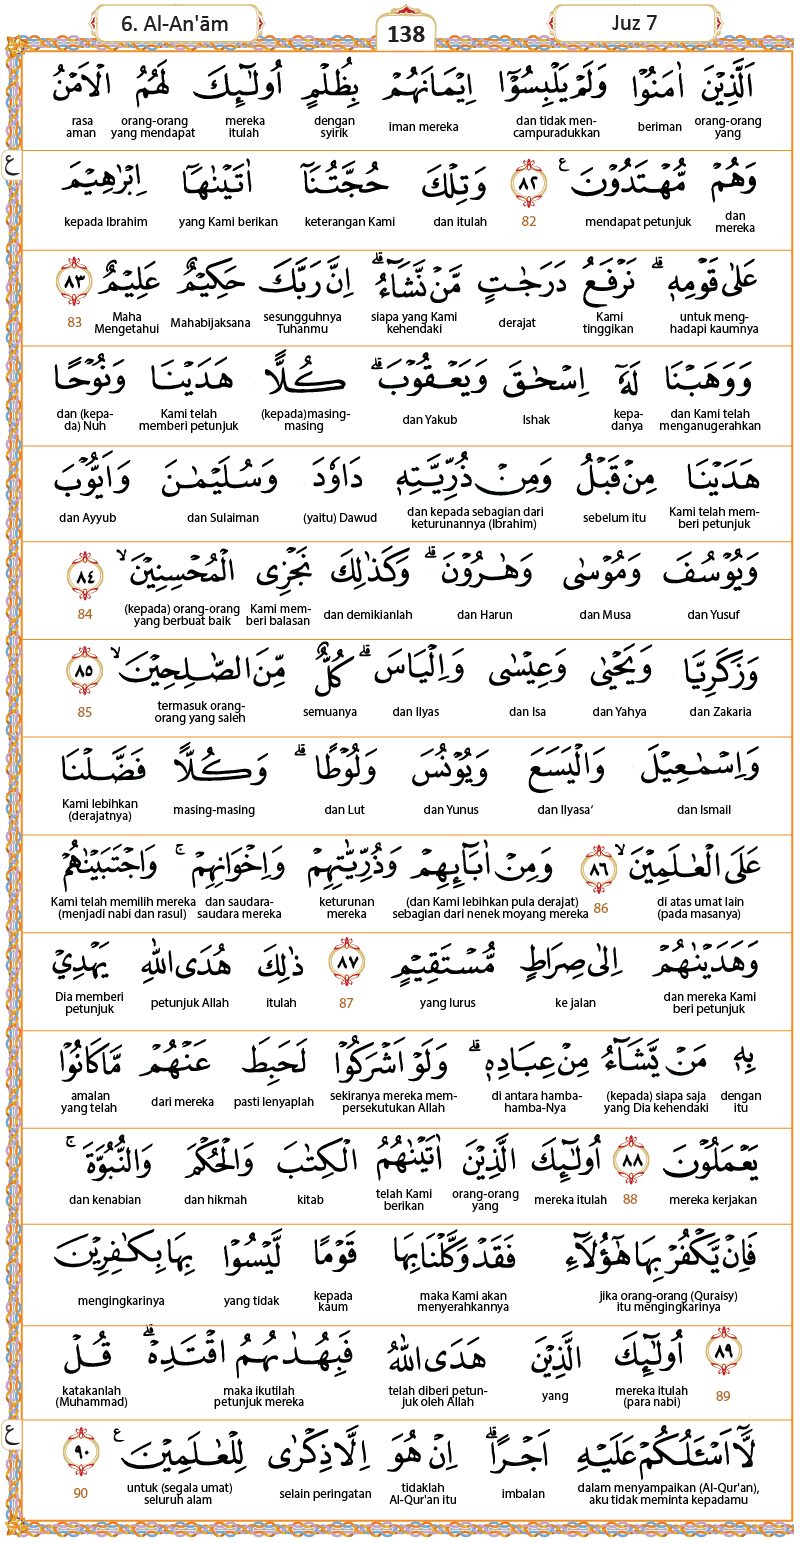 6. Al-An'ām 138 Juz 7
اَلَّذِيْنَ اٰمَنُوْا وَلَمْ يَلْبِسُوْٓا اِيْمَانَهُمْ بِظُلْمٍ اُولٰۤىِٕكَ لَهُمُ الْاَمْنُ
orang-orang yang beriman dan tidak men-campuradukkan iman mereka dengan syirik mereka itulah orang-orang yang mendapat rasa aman
وَهُمْ مُّهْتَدُوْنَ ࣖ ٨٢ وَتِلْكَ حُجَّتُنَآ اٰتَيْنٰهَآ اِبْرٰهِيْمَ ع
dan mereka mendapat petunjuk 82 dan itulah keterangan Kami yang Kami berikan kepada Ibrahim
عَلٰى قَوْمِهٖۗ نَرْفَعُ دَرَجٰتٍ مَّنْ نَّشَاۤءُۗ اِنَّ رَبَّكَ حَكِيْمٌ عَلِيْمٌ ٨٣
untuk meng-hadapi kaumnya Kami tinggikan derajat siapa yang Kami kehendaki sesungguhnya Tuhanmu Mahabijaksana Maha Mengetahui 83
وَوَهَبْنَا لَهٗٓ اِسْحٰقَ وَيَعْقُوْبَۗ كُلًّا هَدَيْنَا وَنُوْحًا
dan Kami telah menganugerahkan kepa-danya Ishak dan Yakub (kepada)masing-masing Kami telah memberi petunjuk dan (kepa-da) Nuh
هَدَيْنَا مِنْ قَبْلُ وَمِنْ ذُرِّيَّتِهٖ دَاوٗدَ وَسُلَيْمٰنَ وَاَيُّوْبَ
Kami telah mem-beri petunjuk sebelum itu dan kepada sebagian dari keturunannya (Ibrahim) (yaitu) Dawud dan Sulaiman dan Ayyub
وَيُوْسُفَ وَمُوْسٰى وَهٰرُوْنَۗ وَكَذٰلِكَ نَجْزِى الْمُحْسِنِيْنَۙ ٨٤
dan Yusuf dan Musa dan Harun dan demikianlah Kami mem-beri balasan (kepada) orang-orang yang berbuat baik 84
وَزَكَرِيَّا وَيَحْيٰى وَعِيْسٰى وَاِلْيَاسَۗ كُلٌّ مِّنَ الصّٰلِحِيْنَۙ ٨٥
dan Zakaria dan Yahya dan Isa dan Ilyas semuanya termasuk orang-orang yang saleh 85
وَاِسْمٰعِيْلَ وَالْيَسَعَ وَيُوْنُسَ وَلُوْطًاۗ وَكُلًّا فَضَّلْنَا
dan Ismail dan Ilyasa’ dan Yunus dan Lut masing-masing Kami lebihkan (derajatnya)
عَلَى الْعٰلَمِيْنَۙ ٨٦ وَمِنْ اٰبَاۤىِٕهِمْ وَذُرِّيّٰتِهِمْ وَاِخْوَانِهِمْۚ وَاجْتَبَيْنٰهُمْ
di atas umat lain (pada masanya) 86 (dan Kami lebihkan pula derajat) sebagian dari nenek moyang mereka keturunan mereka dan saudara-saudara mereka Kami telah memilih mereka (menjadi nabi dan rasul)
وَهَدَيْنٰهُمْ اِلٰى صِرَاطٍ مُّسْتَقِيْمٍ ٨٧ ذٰلِكَ هُدَى اللّٰهِ يَهْدِيْ
dan mereka Kami beri petunjuk ke jalan yang lurus 87 itulah petunjuk Allah Dia memberi petunjuk
بِهٖ مَنْ يَّشَاۤءُ مِنْ عِبَادِهٖۗ وَلَوْ اَشْرَكُوْا لَحَبِطَ عَنْهُمْ مَّا كَانُوْا
dengan itu (kepada) siapa saja yang Dia kehendaki di antara hamba-hamba-Nya sekiranya mereka mem-persekutukan Allah pasti lenyaplah dari mereka amalan yang telah
يَعْمَلُوْنَ ٨٨ اُولٰۤىِٕكَ الَّذِيْنَ اٰتَيْنٰهُمُ الْكِتٰبَ وَالْحُكْمَ وَالنُّبُوَّةَۚ
mereka kerjakan 88 mereka itulah orang-orang yang telah Kami berikan kitab dan hikmah dan kenabian
فَاِنْ يَّكْفُرْ بِهَا هٰٓؤُلَاۤءِ فَقَدْ وَكَّلْنَا بِهَا قَوْمًا لَّيْسُوْا بِهَا بِكٰفِرِيْنَ
jika orang-orang (Quraisy) itu mengingkarinya maka Kami akan menyerahkannya kepada kaum yang tidak mengingkarinya
٨٩ اُولٰۤىِٕكَ الَّذِيْنَ هَدَى اللّٰهُ فَبِهُدٰىهُمُ اقْتَدِهْۗ قُلْ
89 mereka itulah (para nabi) yang telah diberi petun-juk oleh Allah maka ikutilah petunjuk mereka katakanlah (Muhammad)
لَّآ اَسْـَٔلُكُمْ عَلَيْهِ اَجْرًاۗ اِنْ هُوَ اِلَّا ذِكْرٰى لِلْعٰلَمِيْنَ ࣖ ٩٠ ع
dalam menyampaikan (Al-Qur'an), aku tidak meminta kepadamu imbalan tidaklah Al-Qur'an itu selain peringatan untuk (segala umat) seluruh alam 90